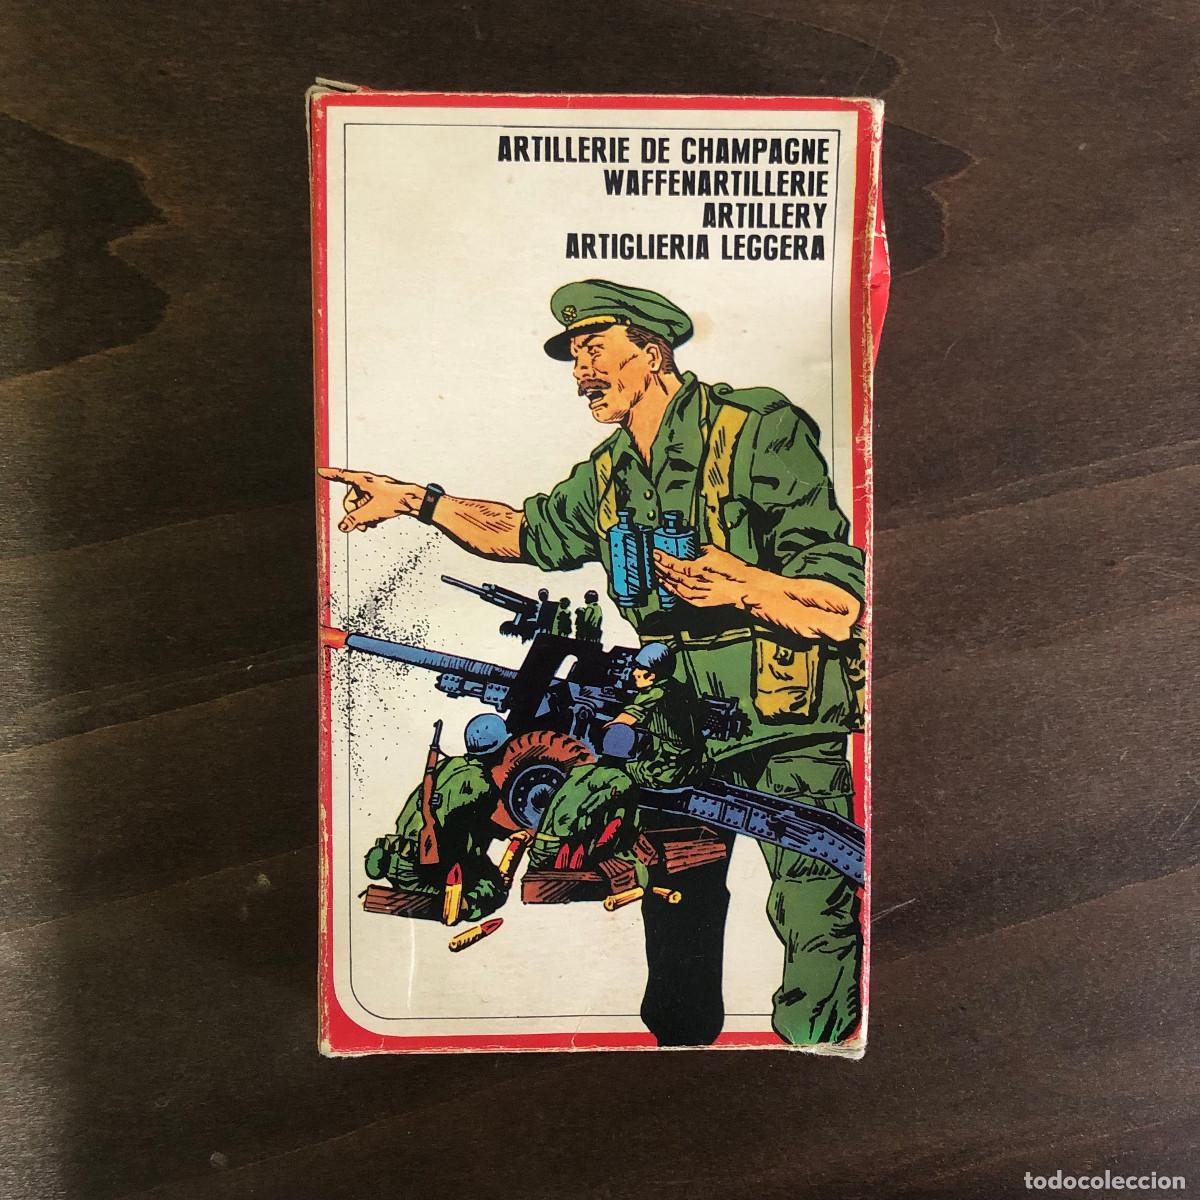 ARTILLERIE DE CHAMPAGNE
WAFFENARTILLERIE
ARTILLERY
ARTIGLIERIA LEGGERA
todocoleccion